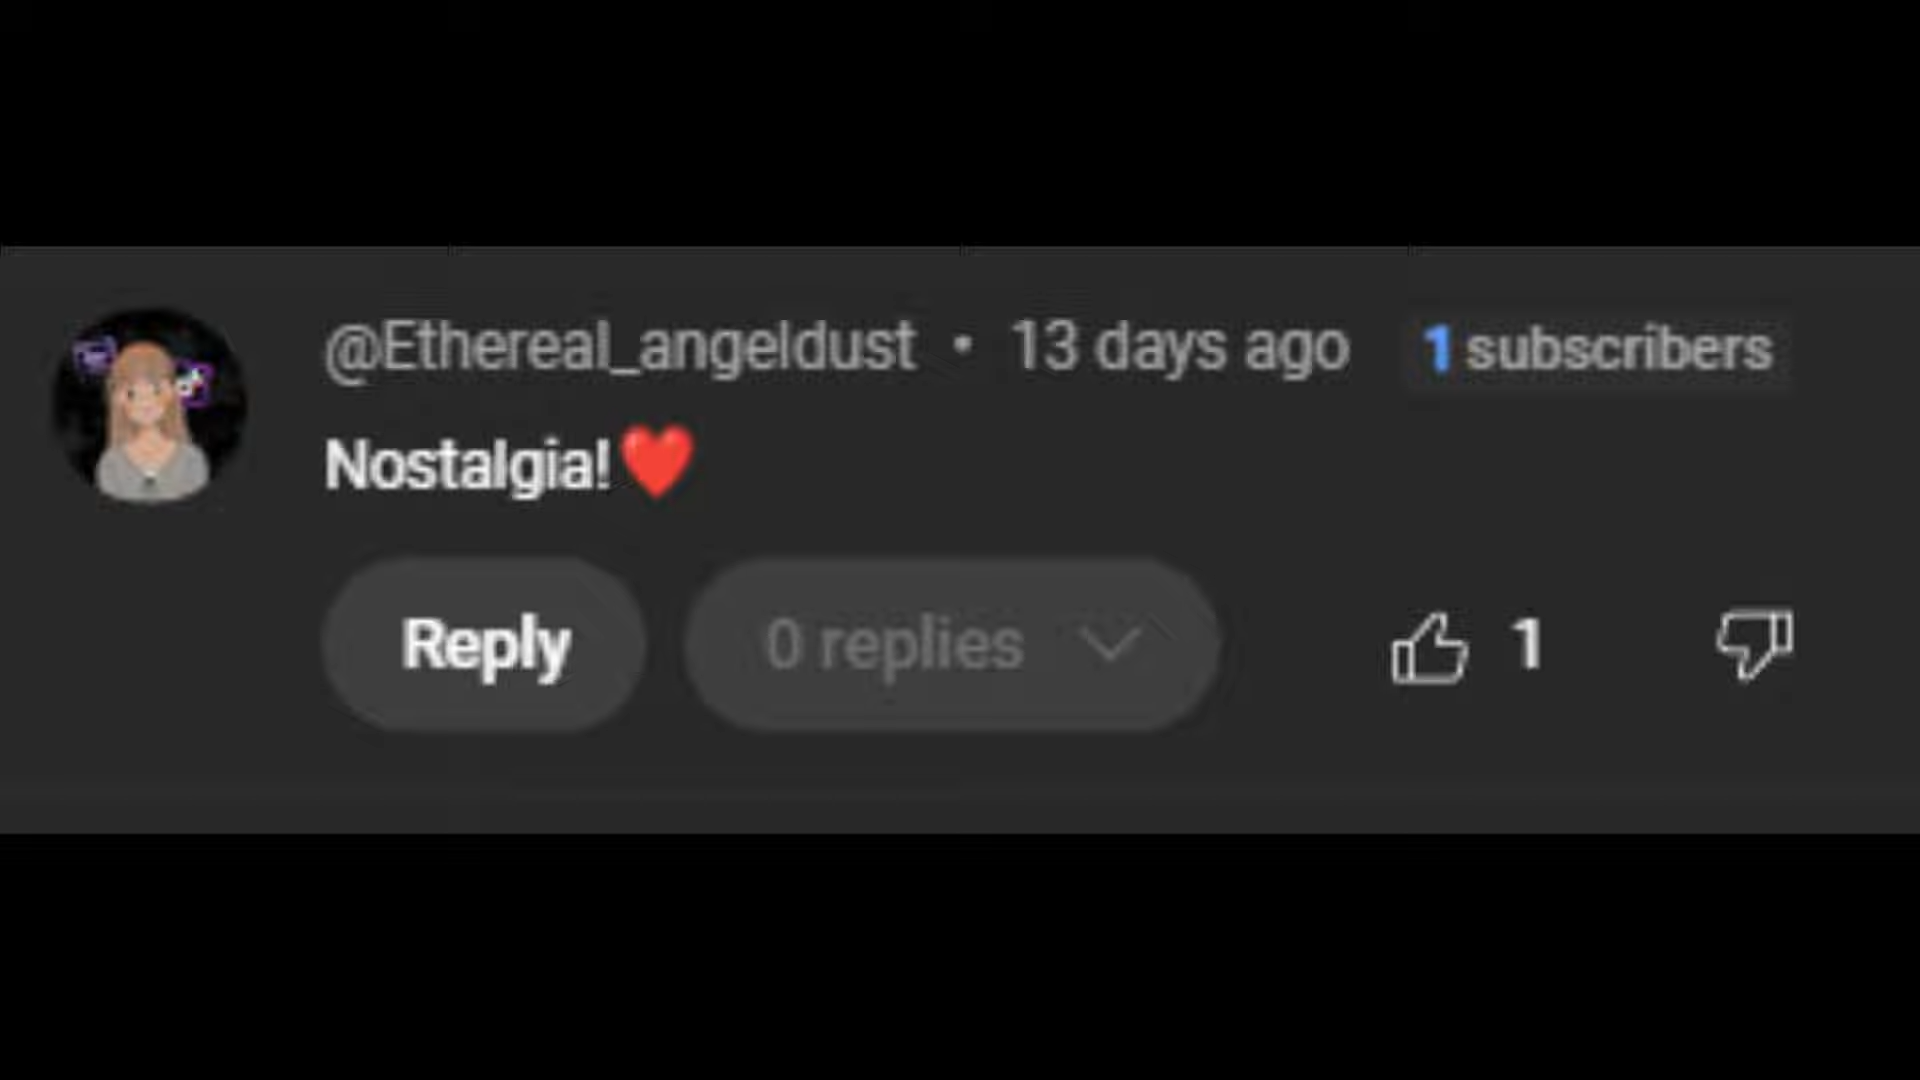 @Ethereal_angeldust • 13 days ago 1 subscribers
Nostalgia!❤️
Reply 0 replies 1